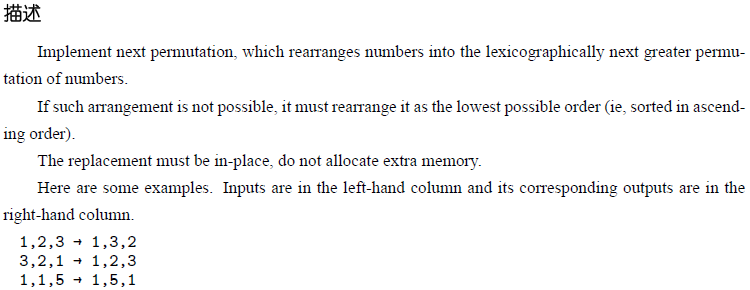 描述
Implement next permutation, which rearranges numbers into the lexicographically next greater permu-
tation of numbers.
If such arrangement is not possible, it must rearrange it as the lowest possible order (ie, sorted in ascend-
ing order).
The replacement must be in-place, do not allocate extra memory.
Here are some examples. Inputs are in the left-hand column and its corresponding outputs are in the
right-hand column.
1,2,3 → 1,3,2
3,2,1 → 1,2,3
1,1,5 → 1,5,1